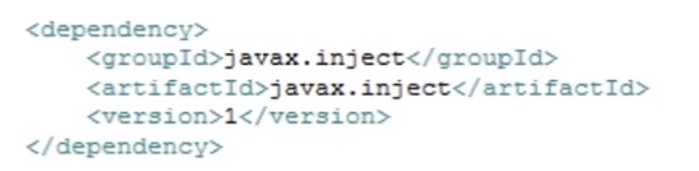 <dependency>
    <groupId>javax.inject</groupId>
    <artifactId>javax.inject</artifactId>
    <version>1</version>
</dependency>